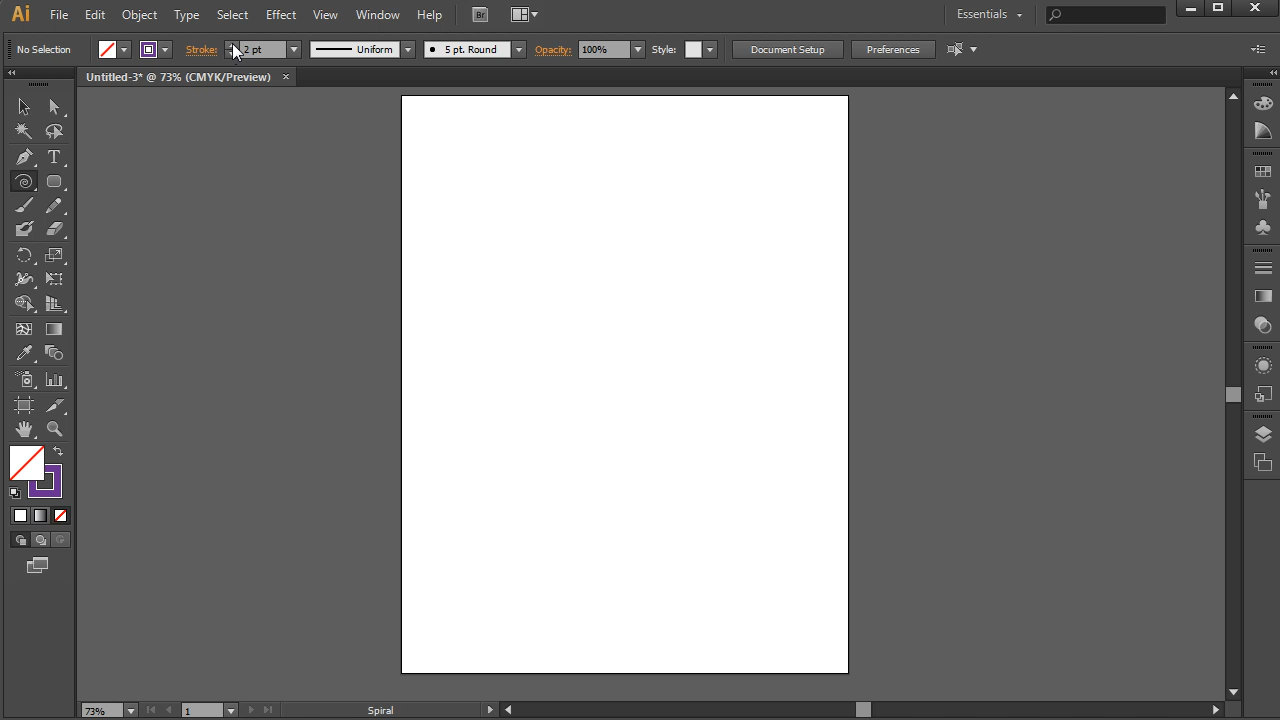 Ai File Edit Object Type Select Effect View Window Help Br Essentials
No Selection Stroke: 2 pt Uniform 5 pt. Round Opacity: 100% Style: Document Setup Preferences
Untitled-3* @ 73% (CMYK/Preview) ×
T
73% 1 Spiral